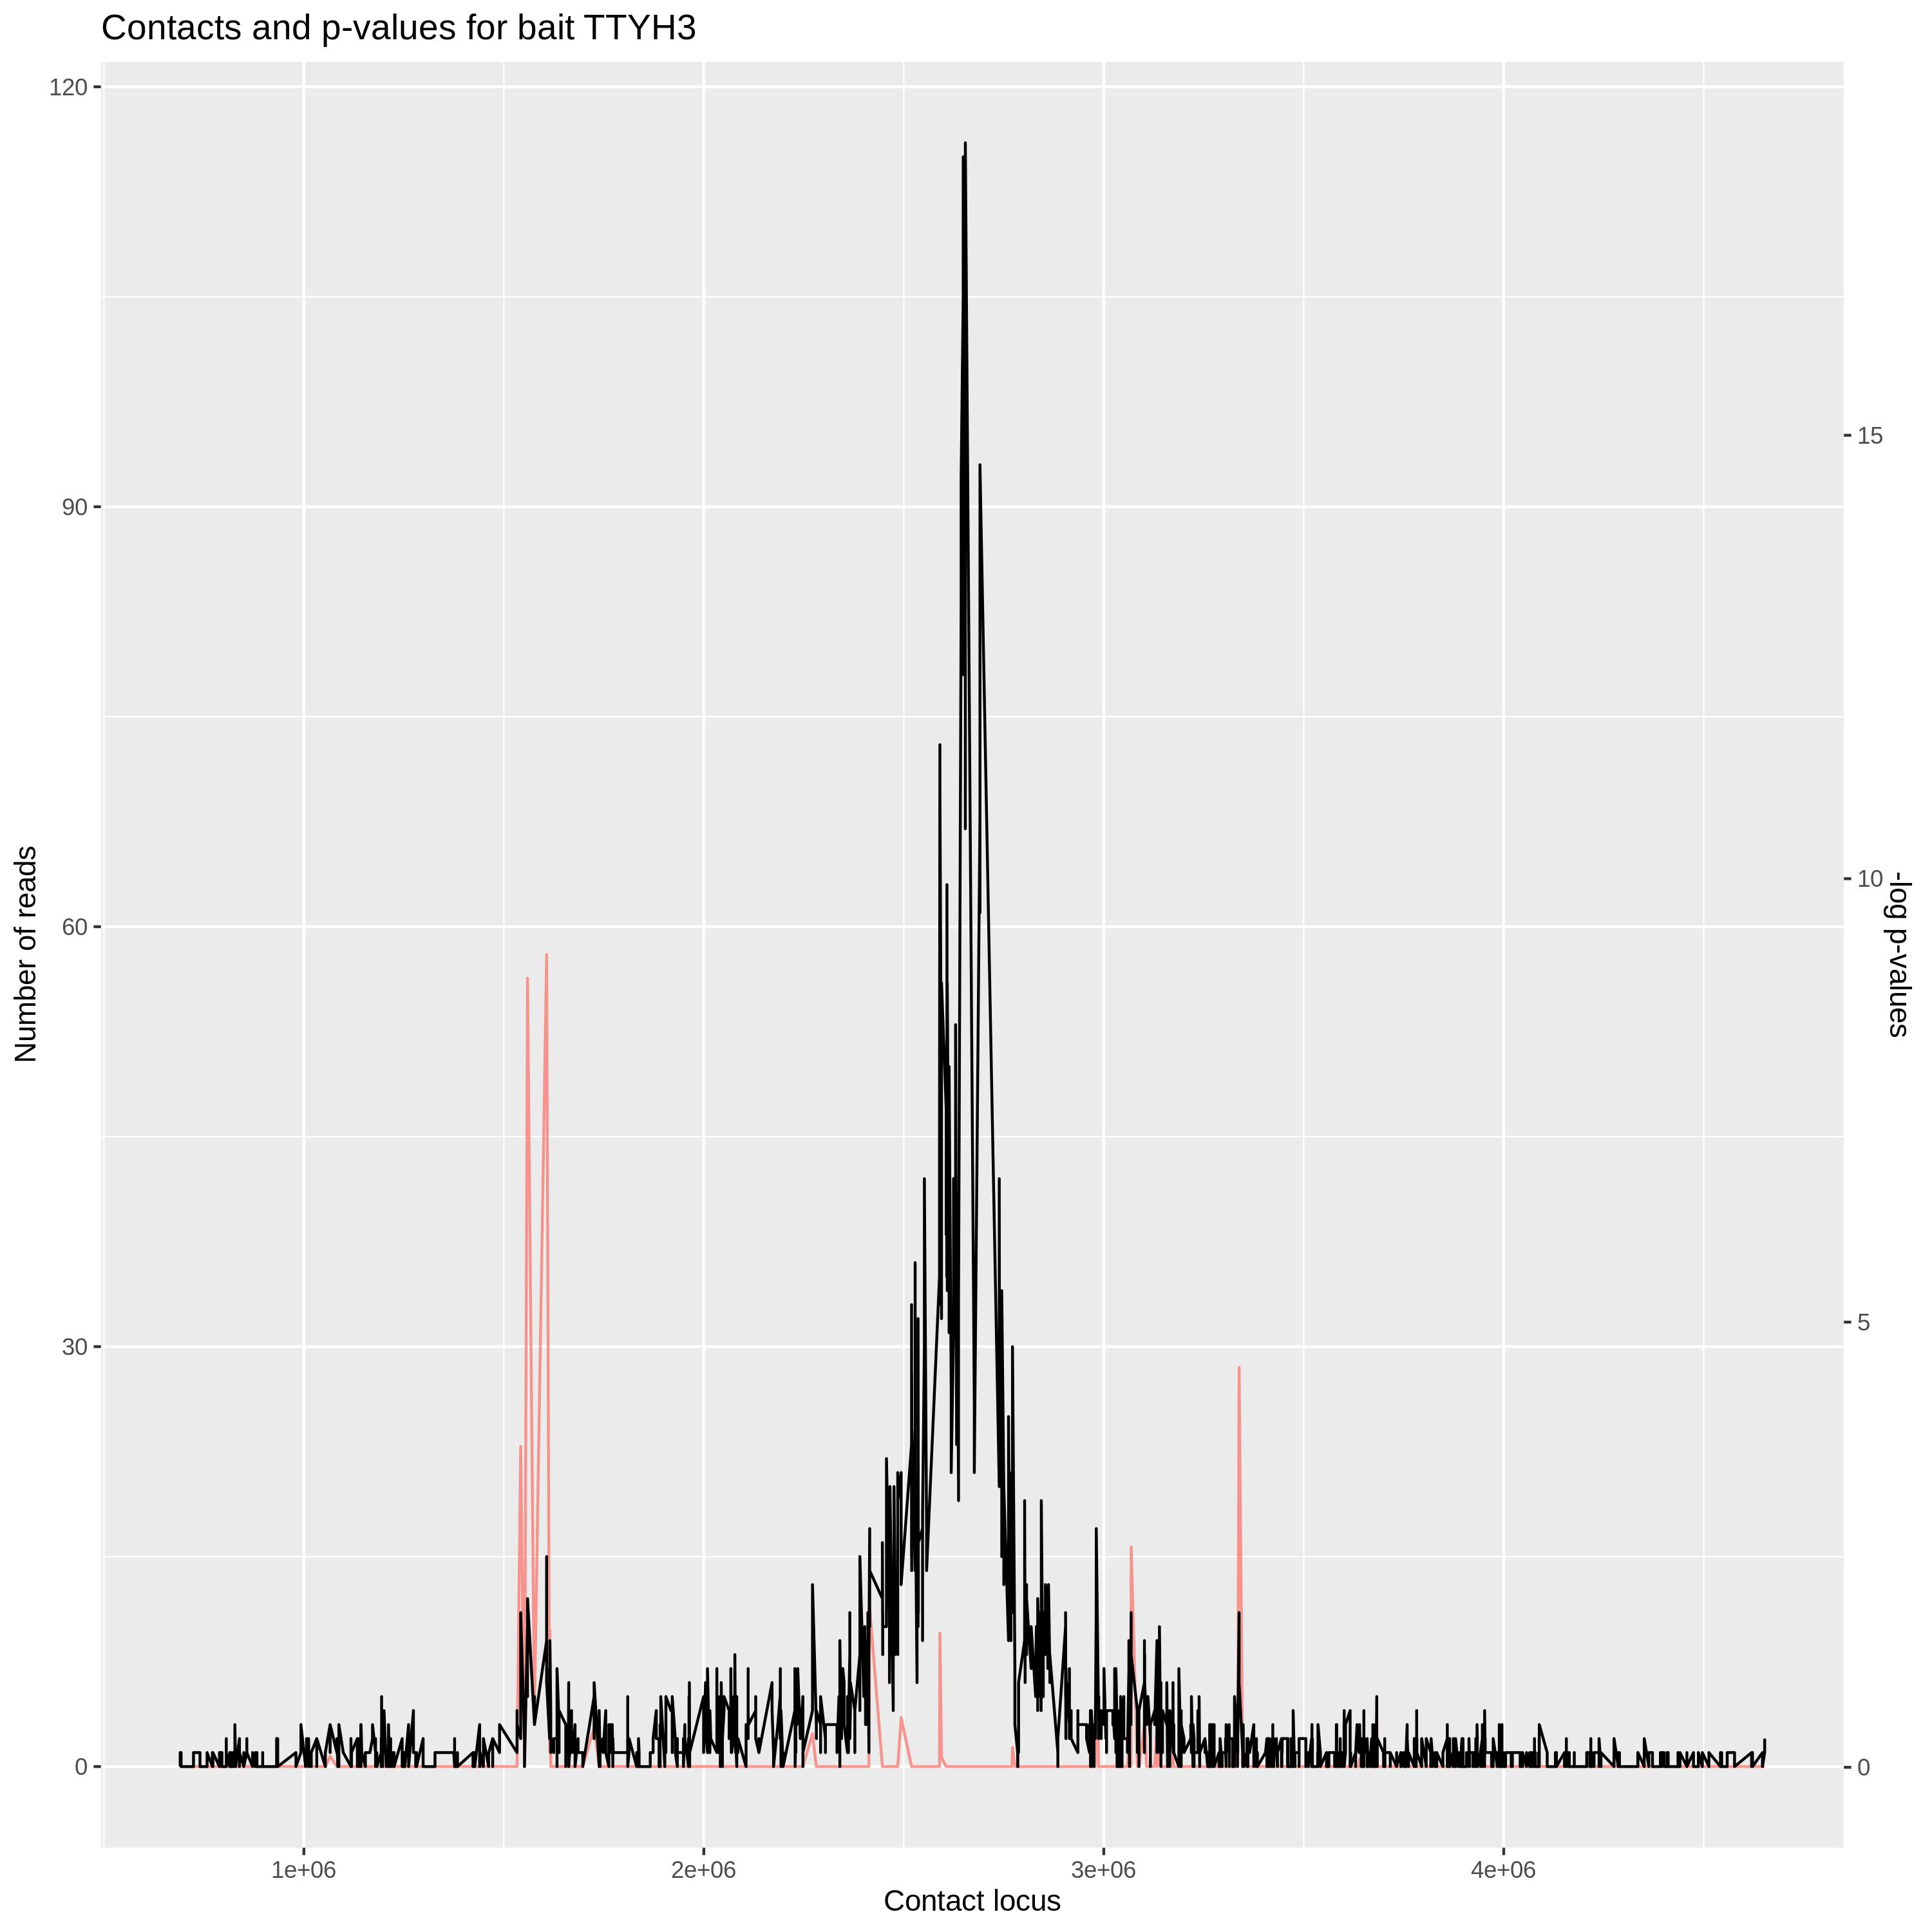 Contacts and p-values for bait TTYH3
120
90
60
30
0
Number of reads
15
10
5
0
-log p-values
1e+06 2e+06 3e+06 4e+06
Contact locus